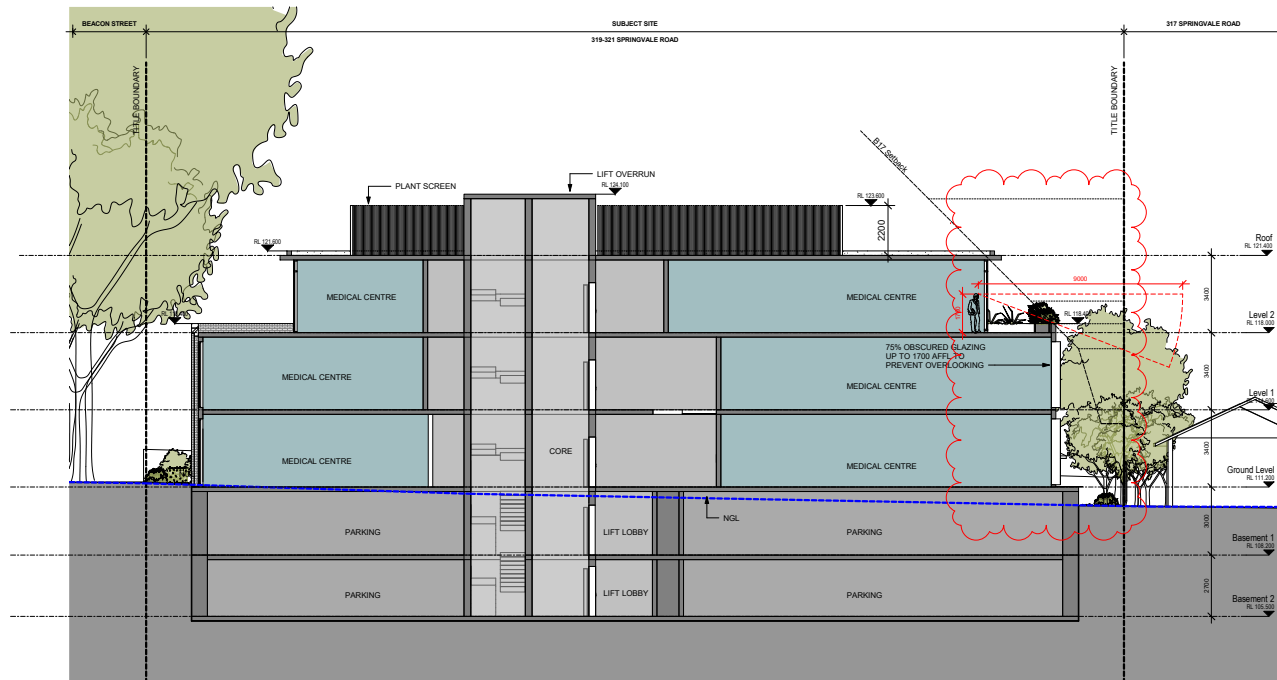 BEACON STREET
SUBJECT SITE
317 SPRINGVALE ROAD
319-321 SPRINGVALE ROAD
TITLE BOUNDARY
TITLE BOUNDARY
B17 Setback
LIFT OVERRUN
RL 124.100
PLANT SCREEN
RL 123.600
2200
RL 121.600
Roof
RL 121.400
9000
MEDICAL CENTRE
MEDICAL CENTRE
1700
3400
RL 118.400
Level 2
RL 118.000
75% OBSCURED GLAZING
UP TO 1700 AFFL TO
PREVENT OVERLOOKING
MEDICAL CENTRE
MEDICAL CENTRE
3400
Level 1
CORE
MEDICAL CENTRE
MEDICAL CENTRE
3400
Ground Level
RL 111.200
NGL
PARKING
LIFT LOBBY
PARKING
3000
Basement 1
RL 108.200
PARKING
LIFT LOBBY
PARKING
2700
Basement 2
RL 105.500